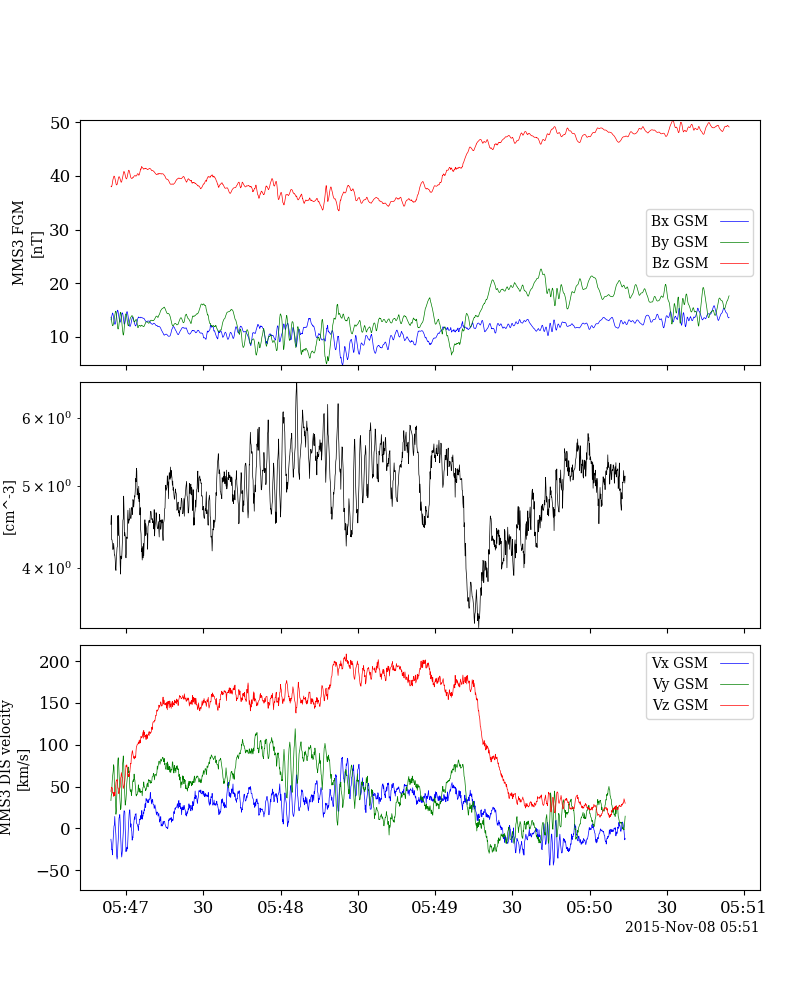 50
40
30
20
10
MMS3 FGM
[nT]
Bx GSM
By GSM
Bz GSM
6 × 10⁰
5 × 10⁰
4 × 10⁰
[cm^-3]
200
150
100
50
0
−50
MMS3 DIS velocity
[km/s]
Vx GSM
Vy GSM
Vz GSM
05:47 30 05:48 30 05:49 30 05:50 30 05:51
2015-Nov-08 05:51